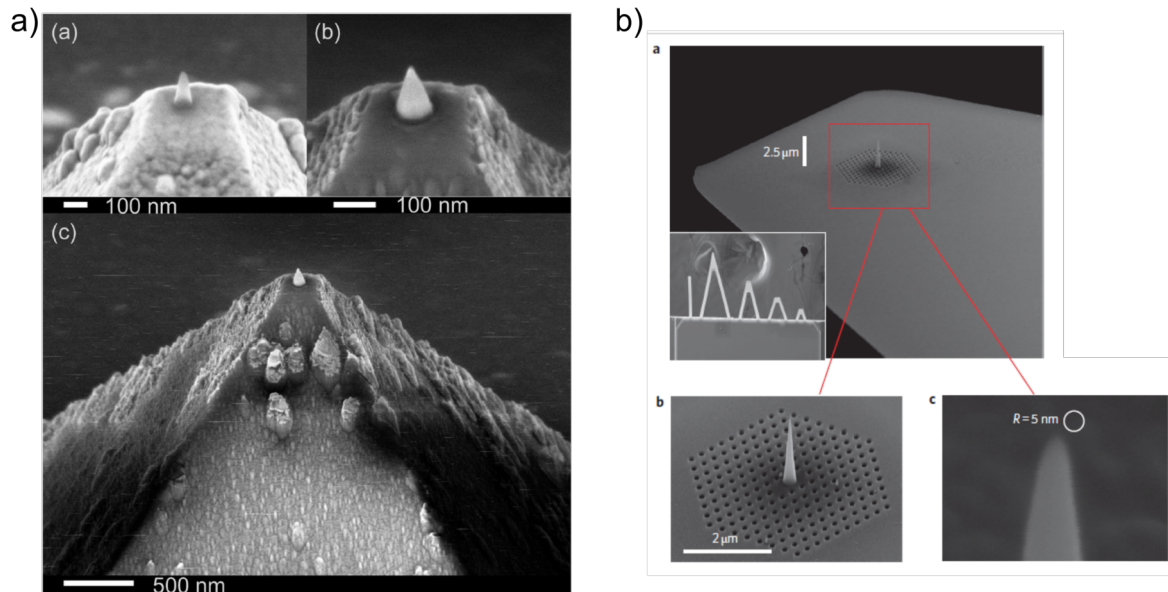 a)
(a)
(b)
100 nm
100 nm
(c)
500 nm
b)
a
2.5 μm
b
2 μm
c
R = 5 nm